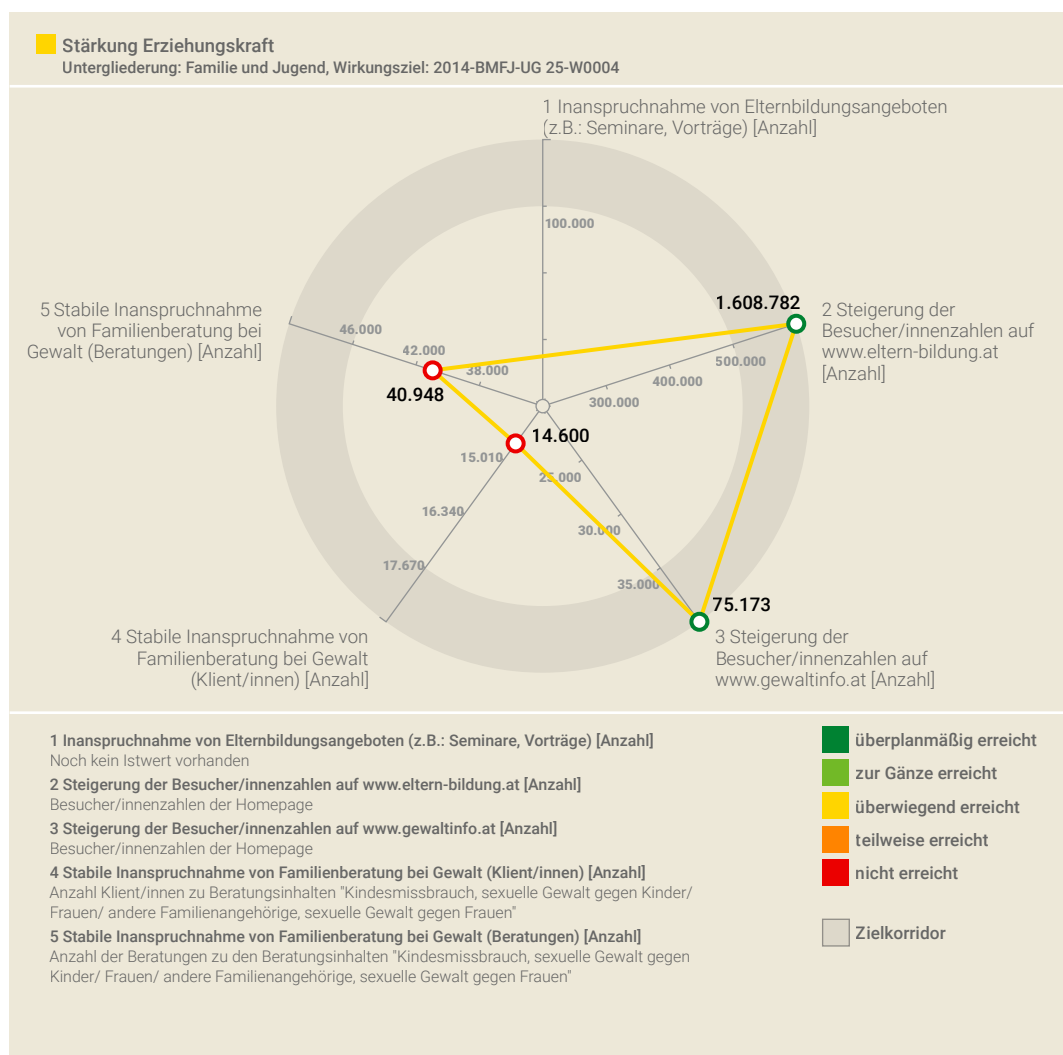 Stärkung Erziehungskraft
Untergliederung: Familie und Jugend, Wirkungsziel: 2014-BMFJ-UG 25-W0004
1 Inanspruchnahme von Elternbildungsangeboten
(z.B.: Seminare, Vorträge) [Anzahl]
100.000
1.608.782
2 Steigerung der
Besucher/innenzahlen auf
www.eltern-bildung.at
[Anzahl]
500.000
400.000
300.000
5 Stabile Inanspruchnahme
von Familienberatung bei
Gewalt (Beratungen) [Anzahl]
46.000
42.000
38.000
40.948
14.600
15.010
16.340
17.670
25.000
30.000
35.000
75.173
3 Steigerung der
Besucher/innenzahlen auf
www.gewaltinfo.at [Anzahl]
4 Stabile Inanspruchnahme von
Familienberatung bei Gewalt
(Klient/innen) [Anzahl]
1 Inanspruchnahme von Elternbildungsangeboten (z.B.: Seminare, Vorträge) [Anzahl]
Noch kein Istwert vorhanden
2 Steigerung der Besucher/innenzahlen auf www.eltern-bildung.at [Anzahl]
Besucher/innenzahlen der Homepage
3 Steigerung der Besucher/innenzahlen auf www.gewaltinfo.at [Anzahl]
Besucher/innenzahlen der Homepage
4 Stabile Inanspruchnahme von Familienberatung bei Gewalt (Klient/innen) [Anzahl]
Anzahl Klient/innen zu Beratungsinhalten "Kindesmissbrauch, sexuelle Gewalt gegen Kinder/
Frauen/ andere Familienangehörige, sexuelle Gewalt gegen Frauen"
5 Stabile Inanspruchnahme von Familienberatung bei Gewalt (Beratungen) [Anzahl]
Anzahl der Beratungen zu den Beratungsinhalten "Kindesmissbrauch, sexuelle Gewalt gegen
Kinder/ Frauen/ andere Familienangehörige, sexuelle Gewalt gegen Frauen"
überplanmäßig erreicht
zur Gänze erreicht
überwiegend erreicht
teilweise erreicht
nicht erreicht
Zielkorridor